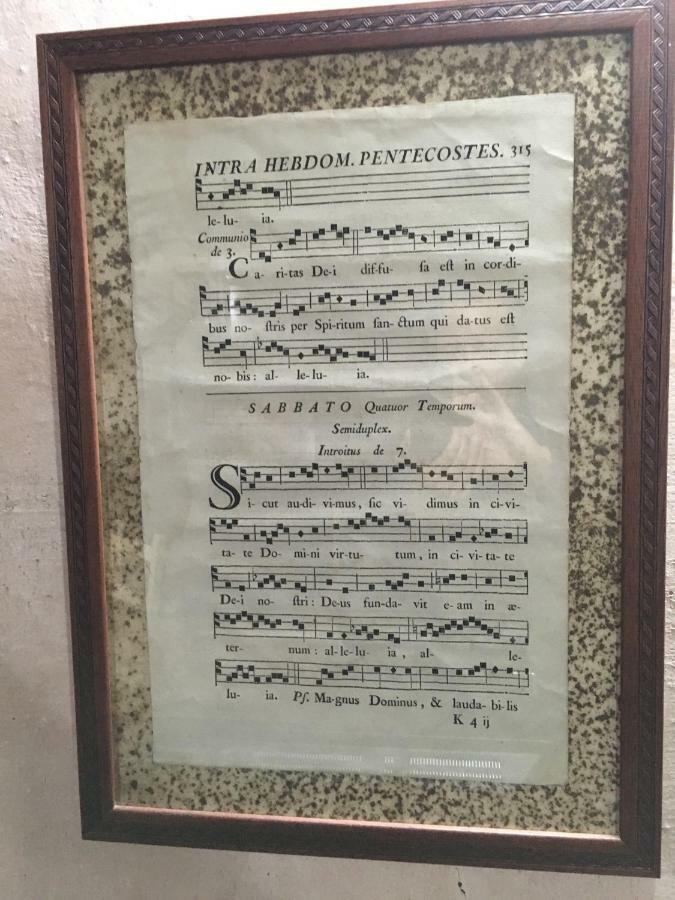 INTRA HEBDOM. PENTECOSTES. 315
le- lu- ia.
Communio
de 3.
C a- ri-tas De-i dif-fu- ſa eſt in cor-di-
bus no- ſtris per Spi-ritum ſan-ctum qui da-tus eſt
no- bis: al- le-lu- ia.
SABBATO Quatuor Temporum.
Semiduplex.
Introitus de 7.
S i- cut au-di- vi-mus, ſic vi- dimus in ci-vi-
ta- te Do- mi-ni vir-tu- tum, in ci- vi-ta- te
De-i no- ſtri: De-us fun-da- vit e-am in æ-
ter- num: al-le-lu- ia, al- le-
lu- ia. Pſ. Ma-gnus Dominus, & lauda- bi-lis
K 4 ij